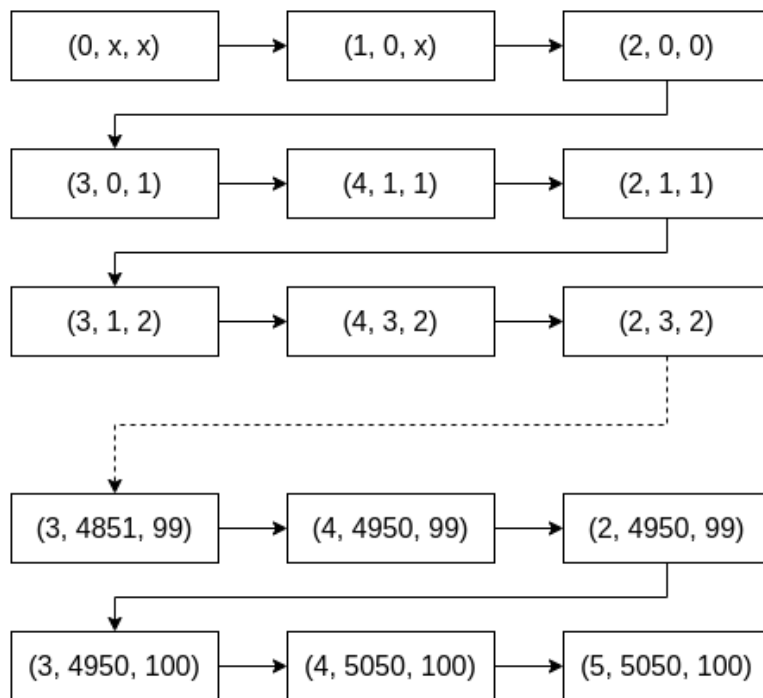 (0, x, x) (1, 0, x) (2, 0, 0)
(3, 0, 1) (4, 1, 1) (2, 1, 1)
(3, 1, 2) (4, 3, 2) (2, 3, 2)
(3, 4851, 99) (4, 4950, 99) (2, 4950, 99)
(3, 4950, 100) (4, 5050, 100) (5, 5050, 100)